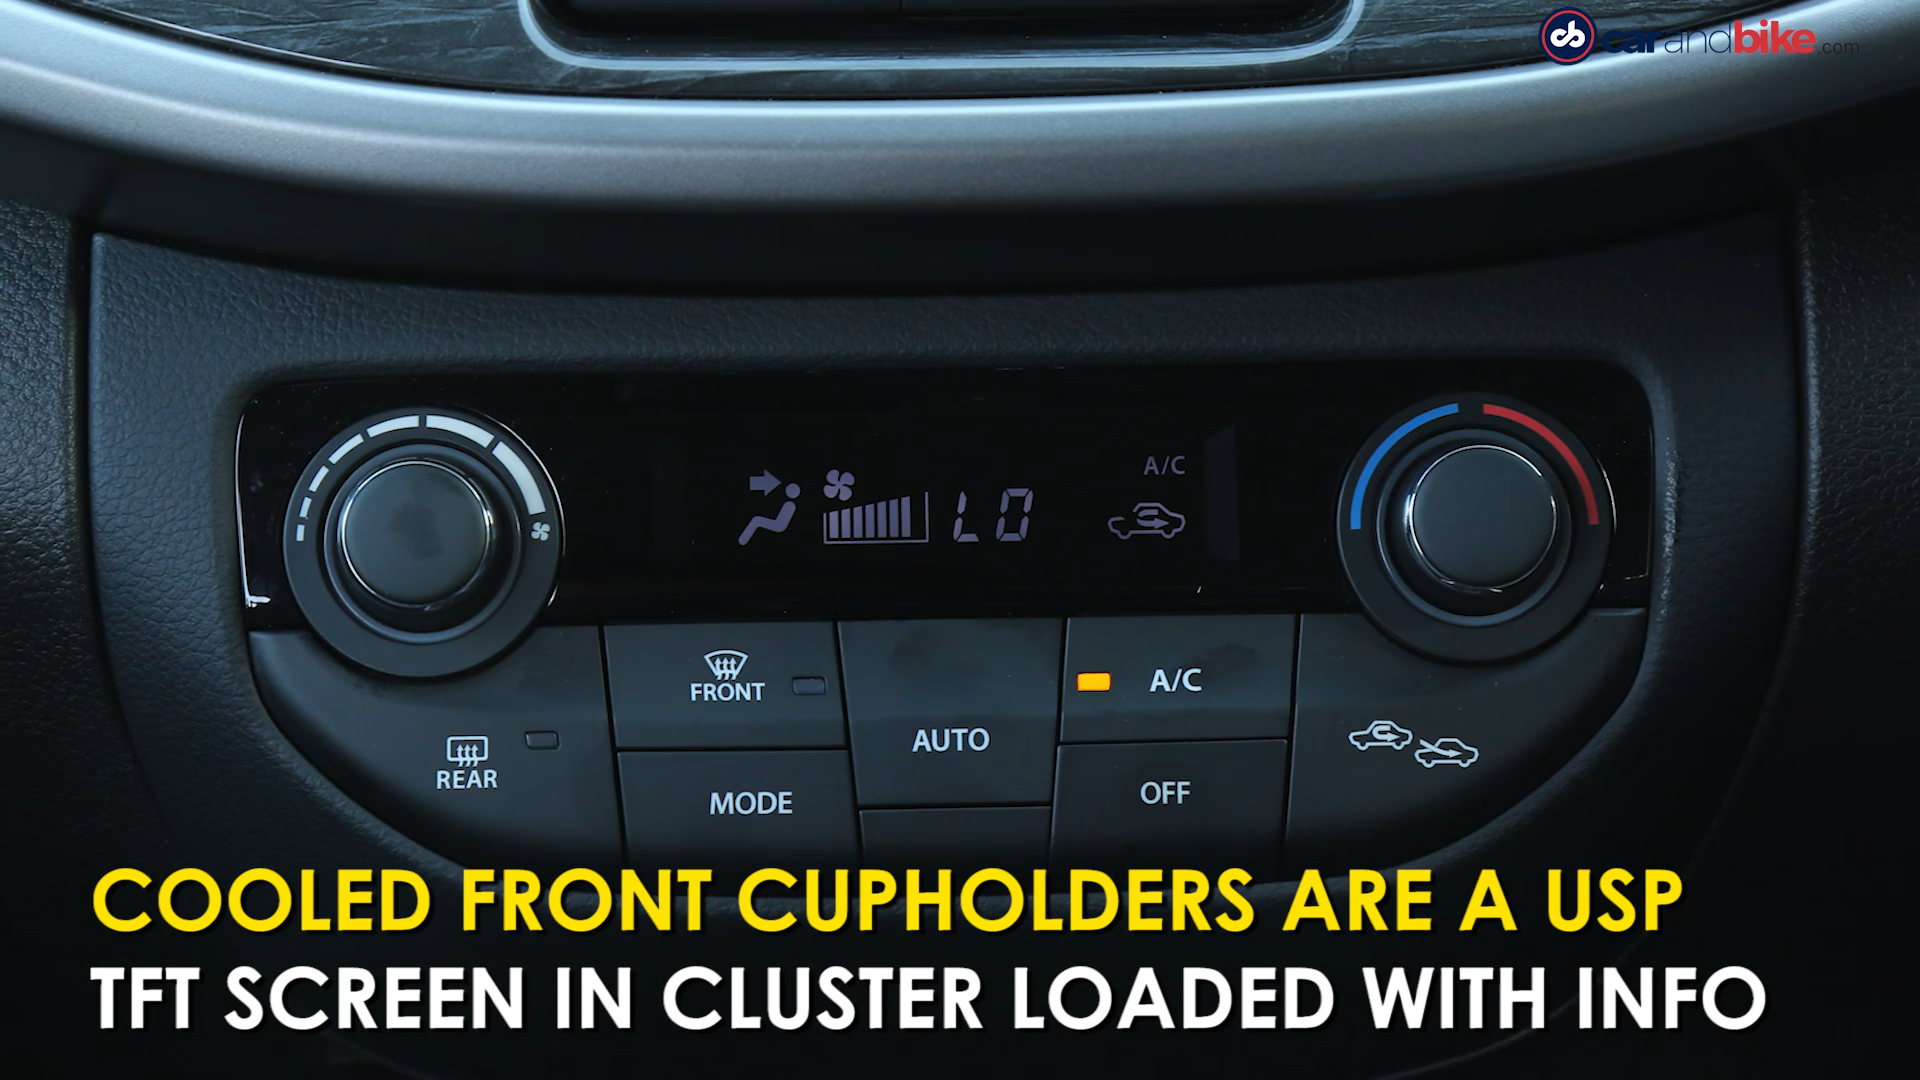 carandbike.com
A/C
LO
FRONT
A/C
AUTO
REAR
MODE
OFF
COOLED FRONT CUPHOLDERS ARE A USP
TFT SCREEN IN CLUSTER LOADED WITH INFO